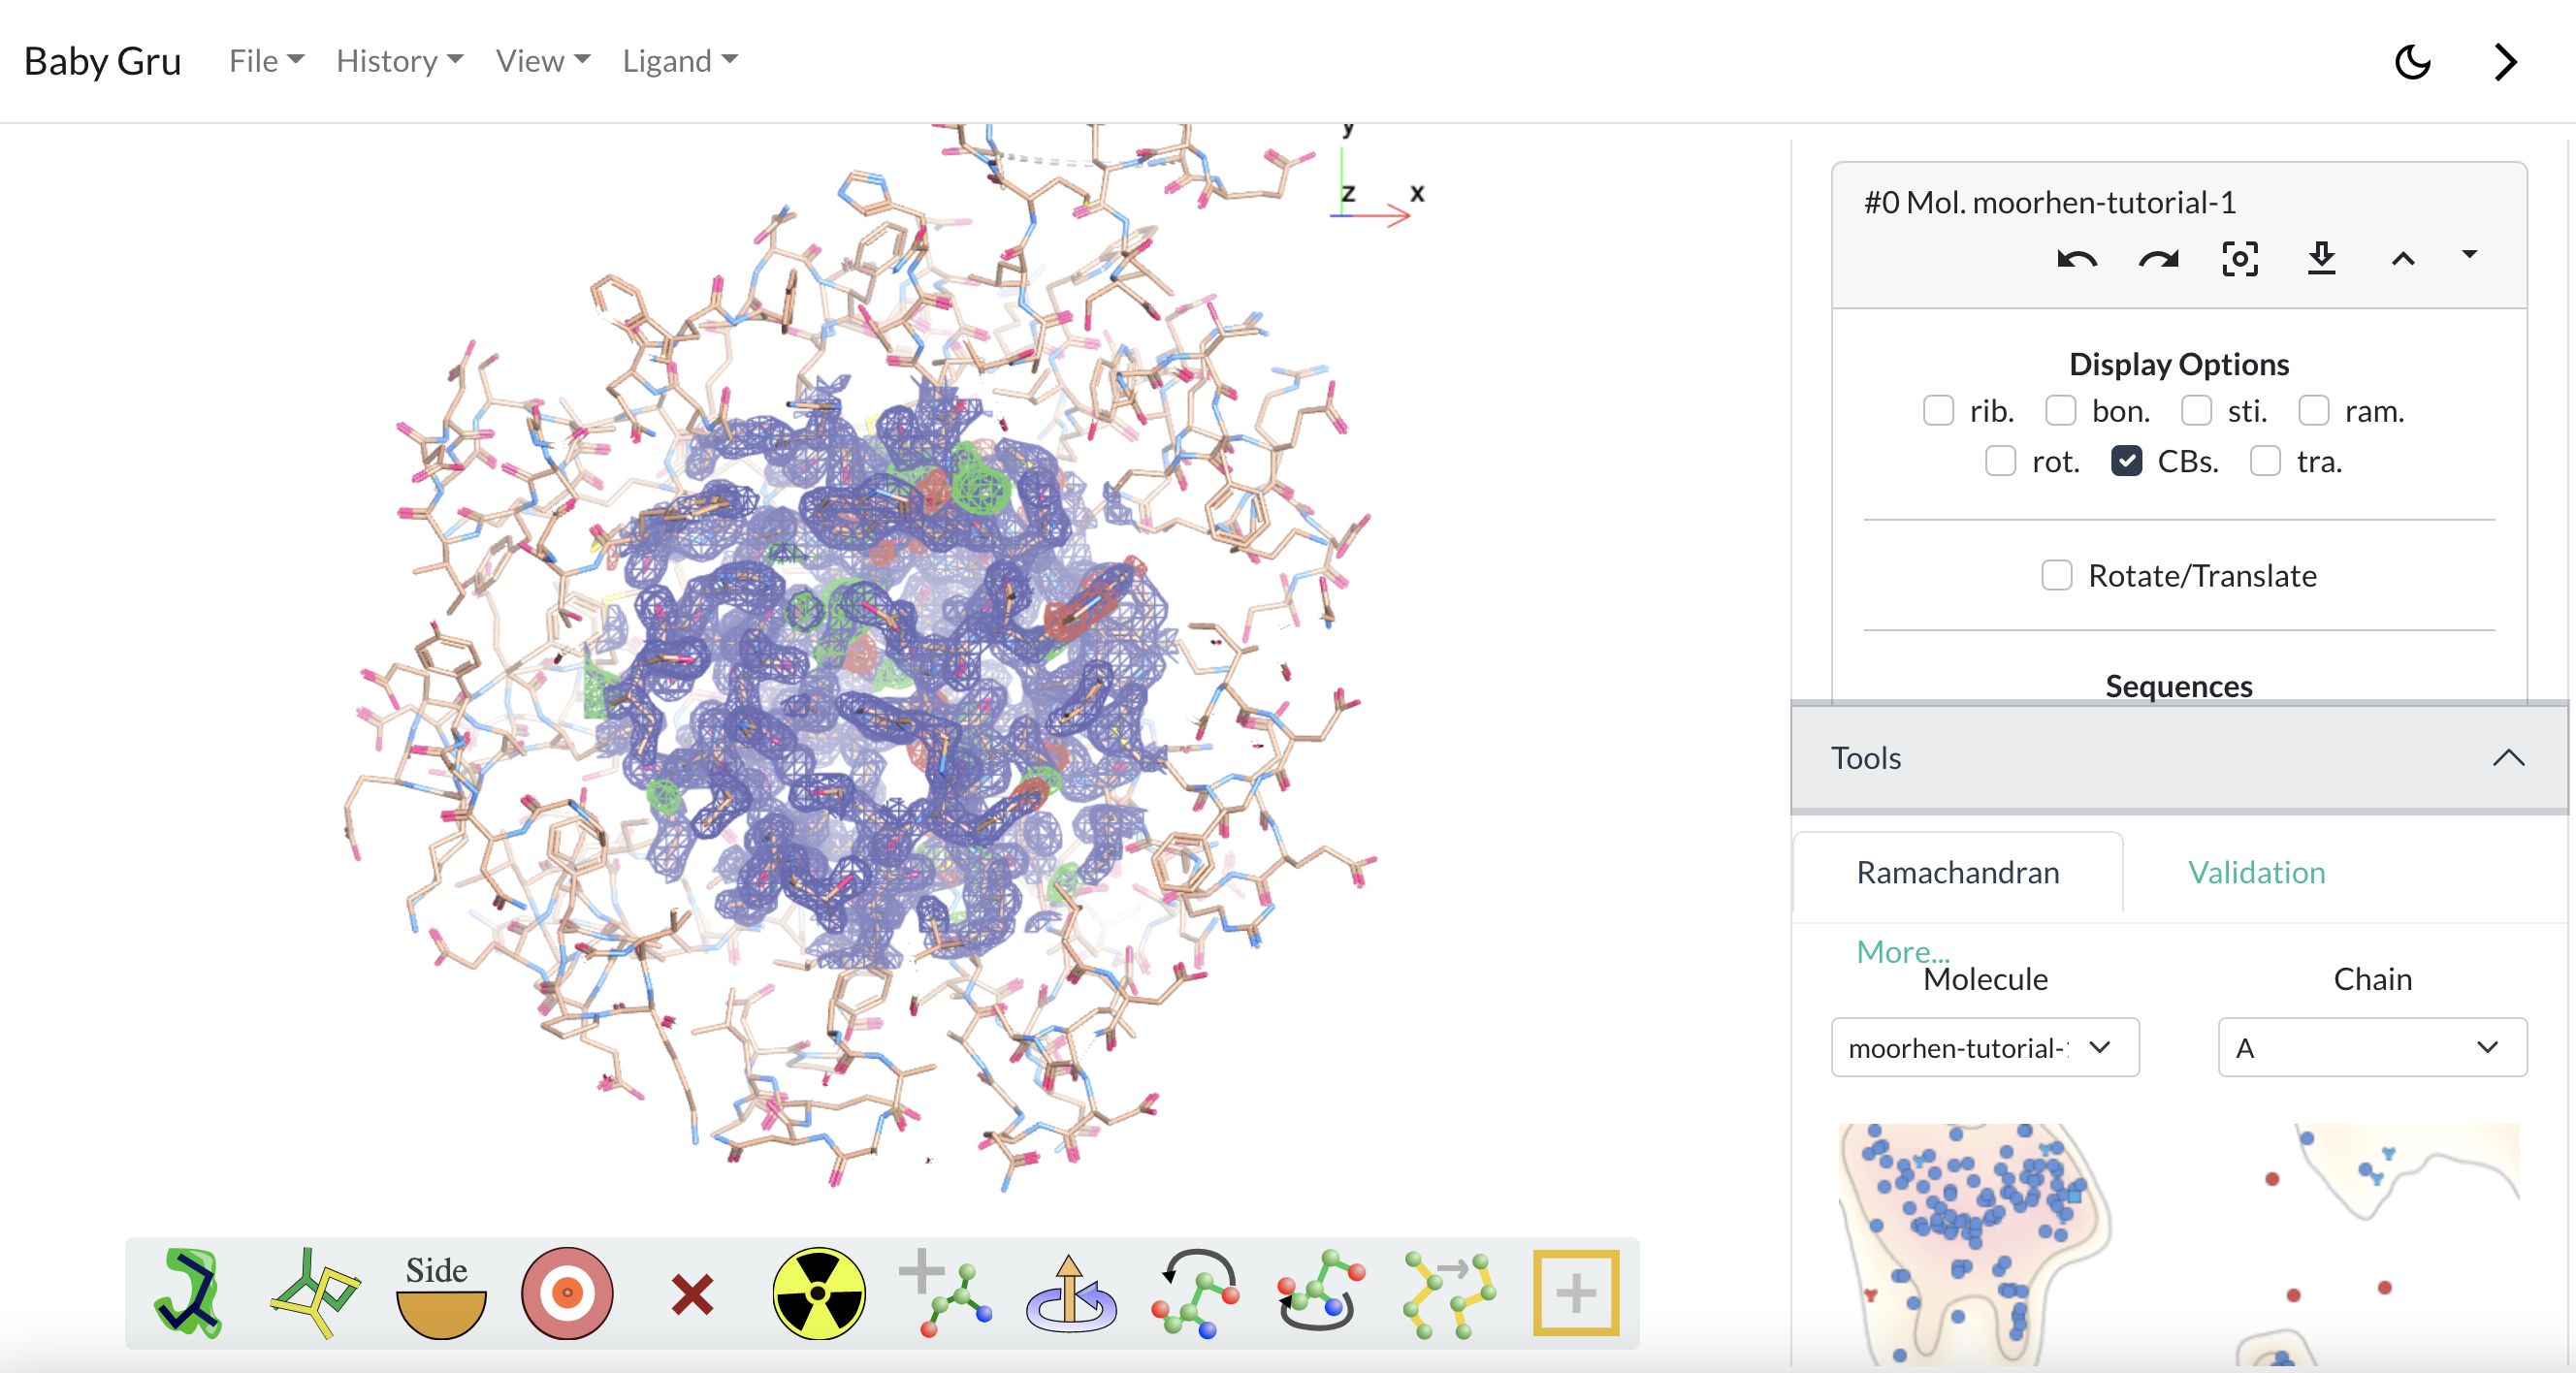 Baby Gru File History View Ligand
y
z x
#0 Mol. moorhen-tutorial-1
Display Options
rib. bon. sti. ram.
rot. CBs. tra.
Rotate/Translate
Sequences
Tools
Ramachandran Validation
More...
Molecule Chain
moorhen-tutorial- A
Side